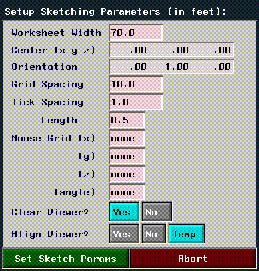 Setup Sketching Parameters (in feet):
Worksheet Width 70.0
Center (x y z) .00 .00 .00
Orientation .00 1.00 .00
Grid Spacing 10.0
Tick Spacing 1.0
Length 0.5
Mouse Grid (x) none
(y) none
(z) none
(angle) none
Clear Viewer? Yes No
Align Viewer? Yes No Temp
Set Sketch Params Abort